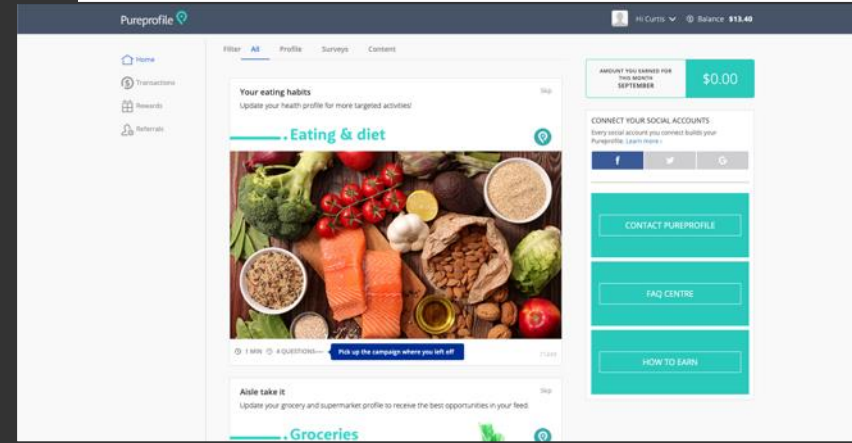 Pureprofile
Hi Curtis
Balance $13.40
Home
Transactions
Rewards
Referrals
Filter All Profile Surveys Content
Your eating habits
Skip
Update your health profile for more targeted activities!
. Eating & diet
1 MIN 4 QUESTIONS
Pick up the campaign where you left off
Aisle take it
Skip
Update your grocery and supermarket profile to receive the best opportunities in your feed
. Groceries
AMOUNT YOU EARNED FOR
THIS MONTH
SEPTEMBER
$0.00
CONNECT YOUR SOCIAL ACCOUNTS
Every social account you connect builds your
Pureprofile. Learn more ›
f
G
CONTACT PUREPROFILE
FAQ CENTRE
HOW TO EARN